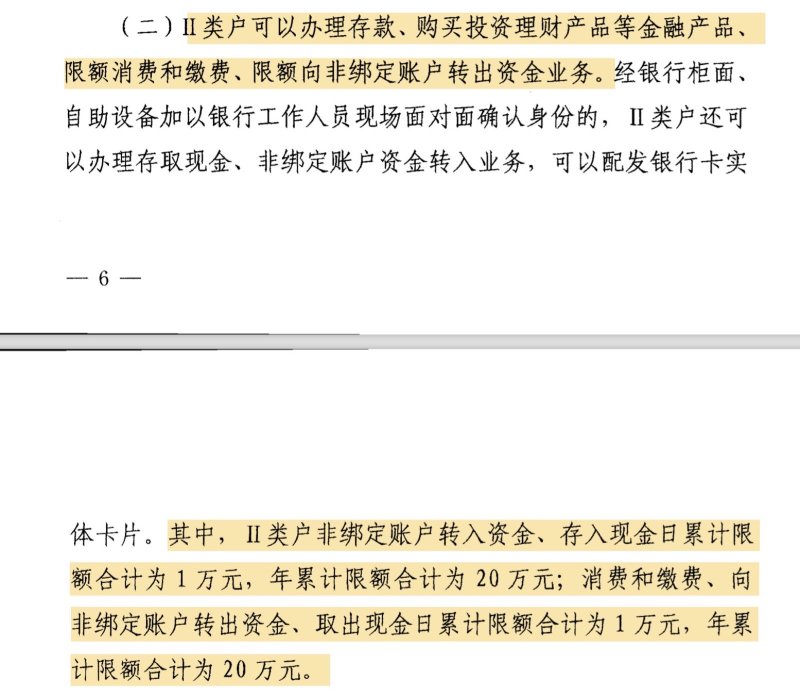 （二）Ⅱ类户可以办理存款、购买投资理财产品等金融产品、
限额消费和缴费、限额向非绑定账户转出资金业务。经银行柜面、
自助设备加以银行工作人员现场面对面确认身份的，Ⅱ类户还可
以办理存取现金、非绑定账户资金转入业务，可以配发银行卡实
— 6 —
体卡片。其中，Ⅱ类户非绑定账户转入资金、存入现金日累计限
额合计为 1 万元，年累计限额合计为 20 万元；消费和缴费、向
非绑定账户转出资金、取出现金日累计限额合计为 1 万元，年累
计限额合计为 20 万元。